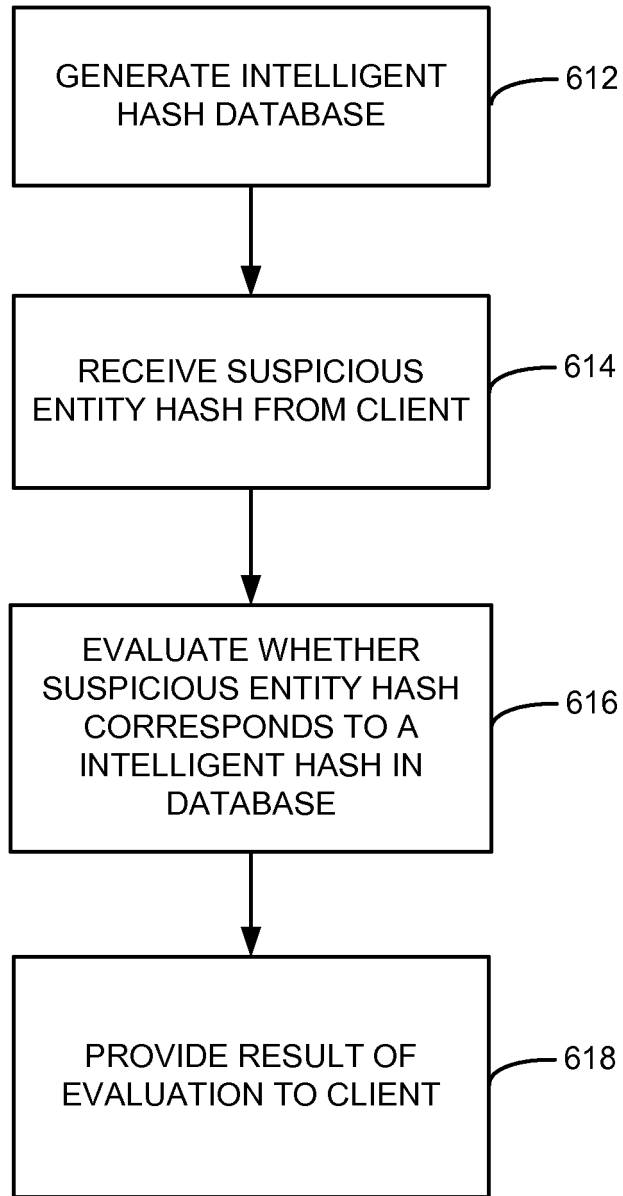 GENERATE INTELLIGENT
HASH DATABASE
612
RECEIVE SUSPICIOUS
ENTITY HASH FROM CLIENT
614
EVALUATE WHETHER
SUSPICIOUS ENTITY HASH
CORRESPONDS TO A
INTELLIGENT HASH IN
DATABASE
616
PROVIDE RESULT OF
EVALUATION TO CLIENT
618